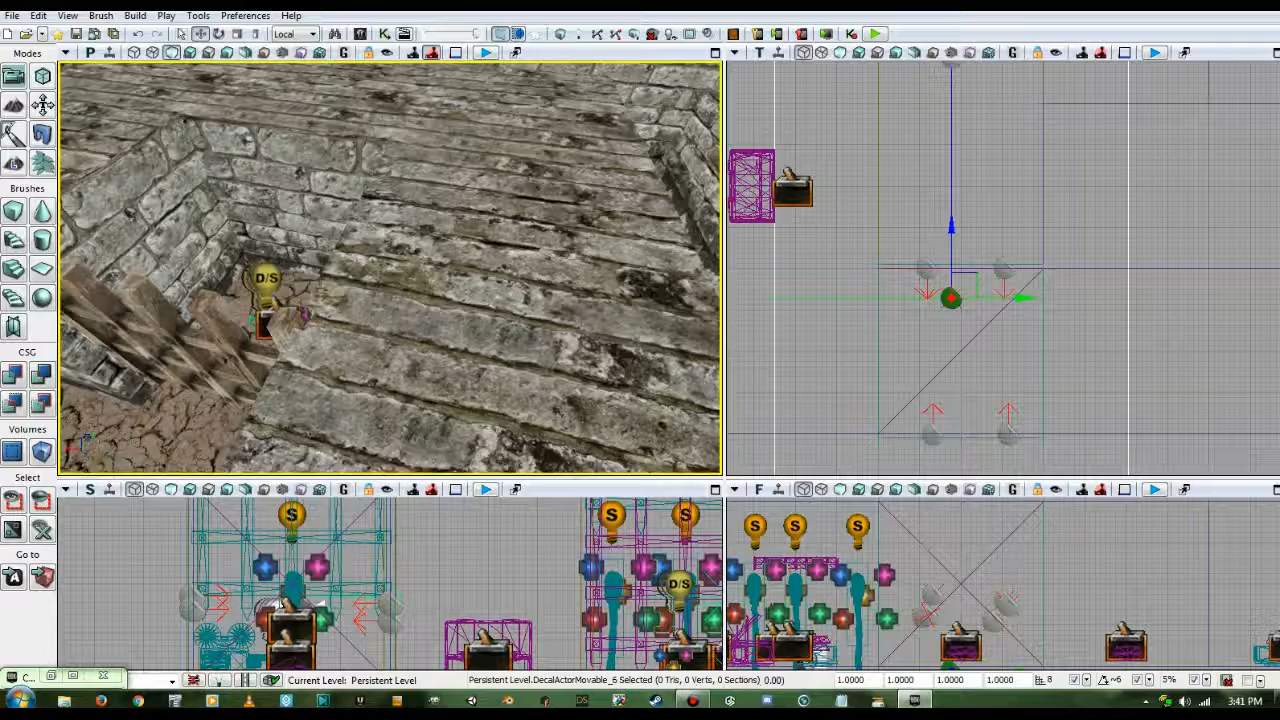 File Edit View Brush Build Play Tools Preferences Help
Local
Modes
P G
T G
D/S
Brushes
CSG
Volumes
Select
Go to
S G
F G
S
S
S
D/S
S
S
S
C...
Current Level: Persistent Level
Persistent Level.DecalActorMovable_6 Selected (0 Tris, 0 Verts, 0 Sections) (0.00)
1.0000 1.0000 1.0000 1.0000
8
6
5%
DS
3:41 PM